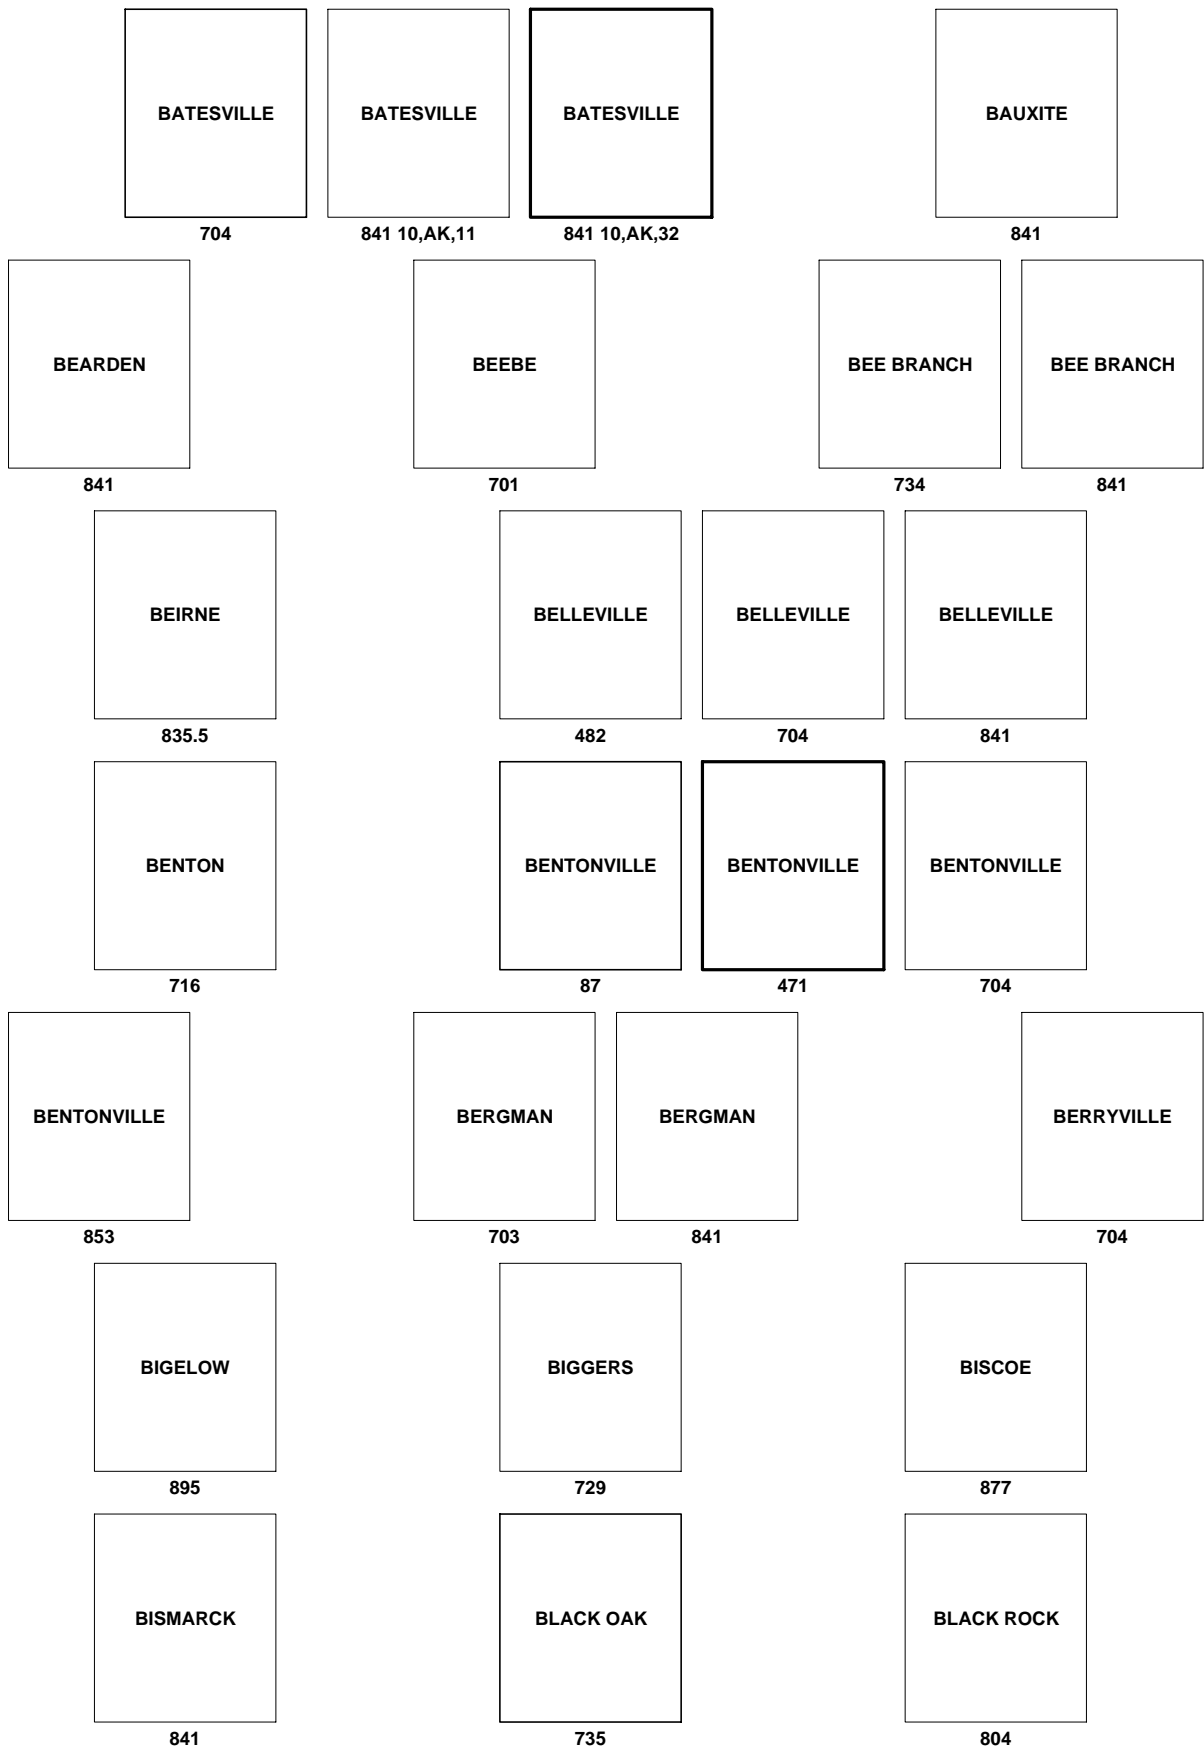 BATESVILLE BATESVILLE BATESVILLE BAUXITE
704 841 10,AK,11 841 10,AK,32 841
BEARDEN BEEBE BEE BRANCH BEE BRANCH
841 701 734 841
BEIRNE BELLEVILLE BELLEVILLE BELLEVILLE
835.5 482 704 841
BENTON BENTONVILLE BENTONVILLE BENTONVILLE
716 87 471 704
BENTONVILLE BERGMAN BERGMAN BERRYVILLE
853 703 841 704
BIGELOW BIGGERS BISCOE
895 729 877
BISMARCK BLACK OAK BLACK ROCK
841 735 804